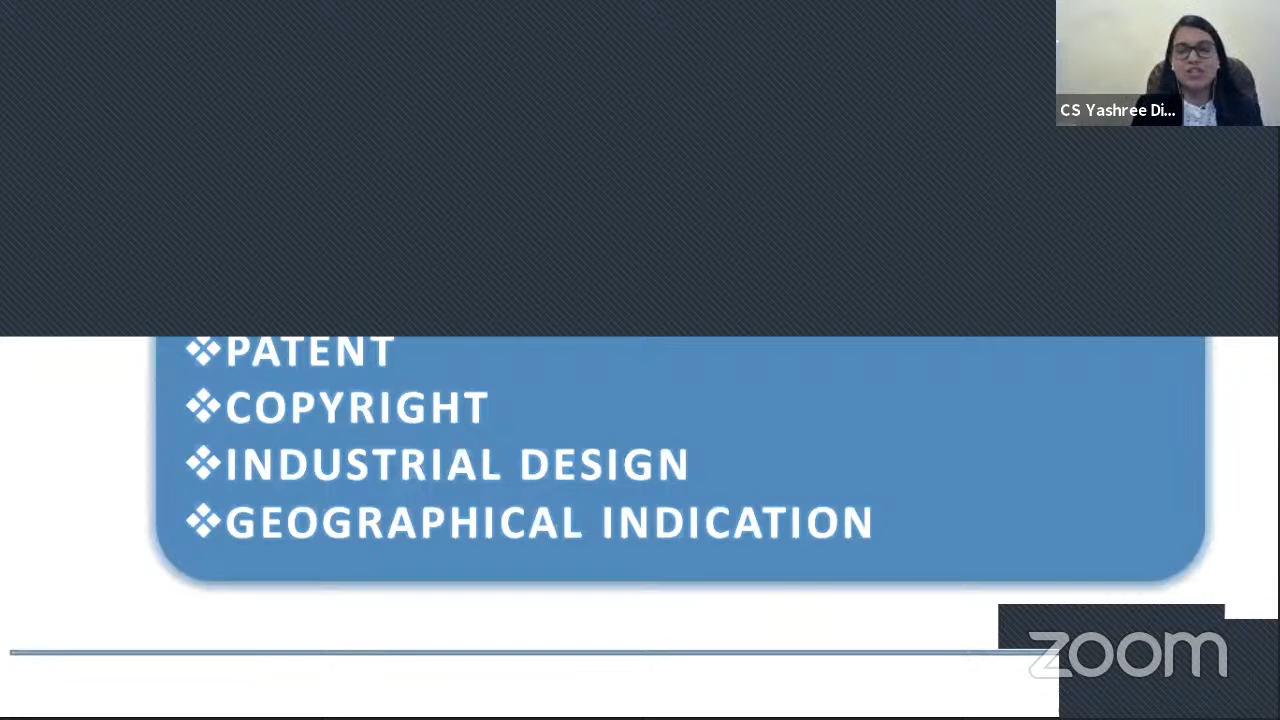 CS Yashree Di...
❖PATENT
❖COPYRIGHT
❖INDUSTRIAL DESIGN
❖GEOGRAPHICAL INDICATION
zoom